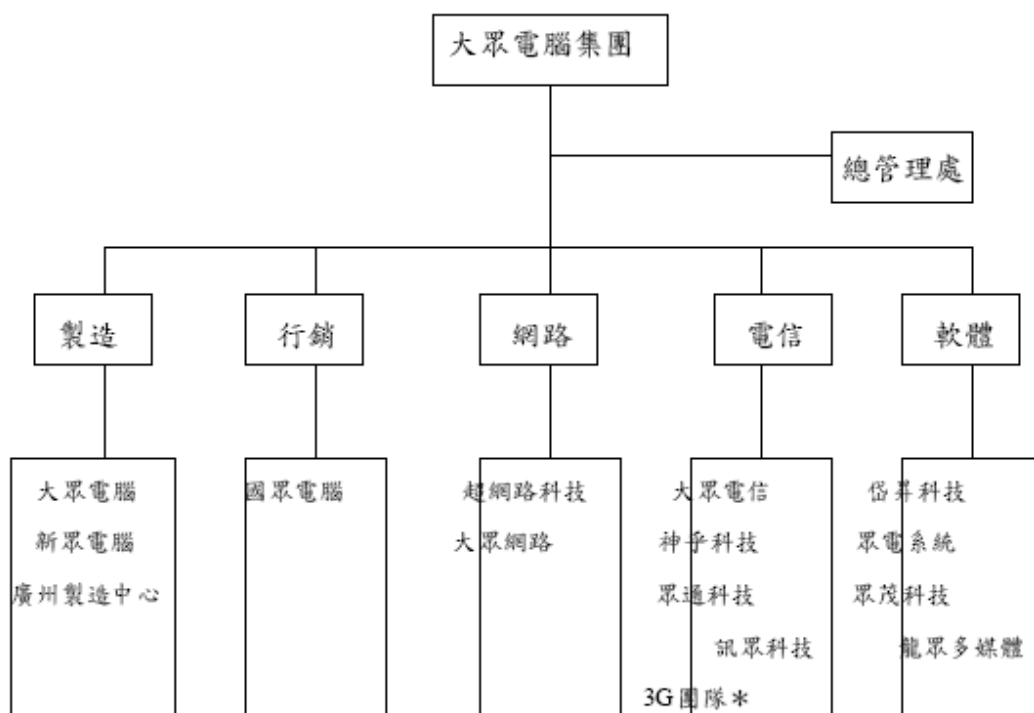 大眾電腦集團
總管理處
製造
行銷
網路
電信
軟體
大眾電腦
新眾電腦
廣州製造中心
國眾電腦
超網路科技
大眾網路
大眾電信
神乎科技
眾通科技
訊眾科技
3G團隊＊
岱昇科技
眾電系統
眾茂科技
龍眾多媒體